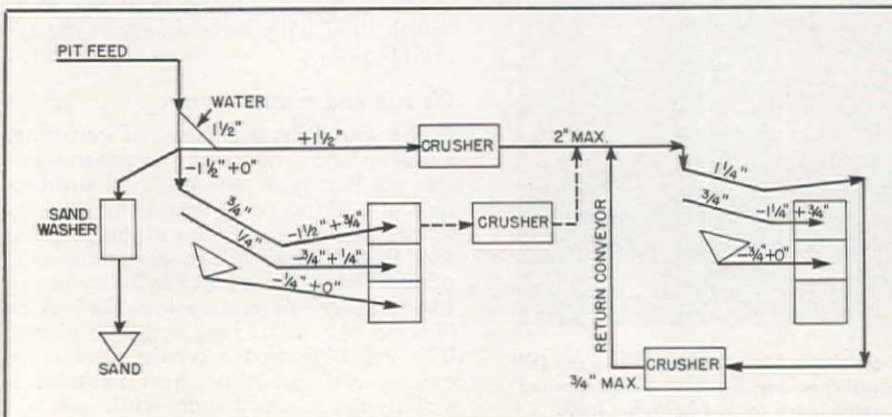 PIT FEED
WATER
1½"
+1½"
CRUSHER
2" MAX.
-1½"+0"
SAND
WASHER
SAND
¾"
¼"
-1½"+¾"
-¾"+¼"
-¼"+0"
CRUSHER
RETURN CONVEYOR
1¼"
¾"
-1¼"+¾"
-¾"+0"
CRUSHER
¾" MAX.